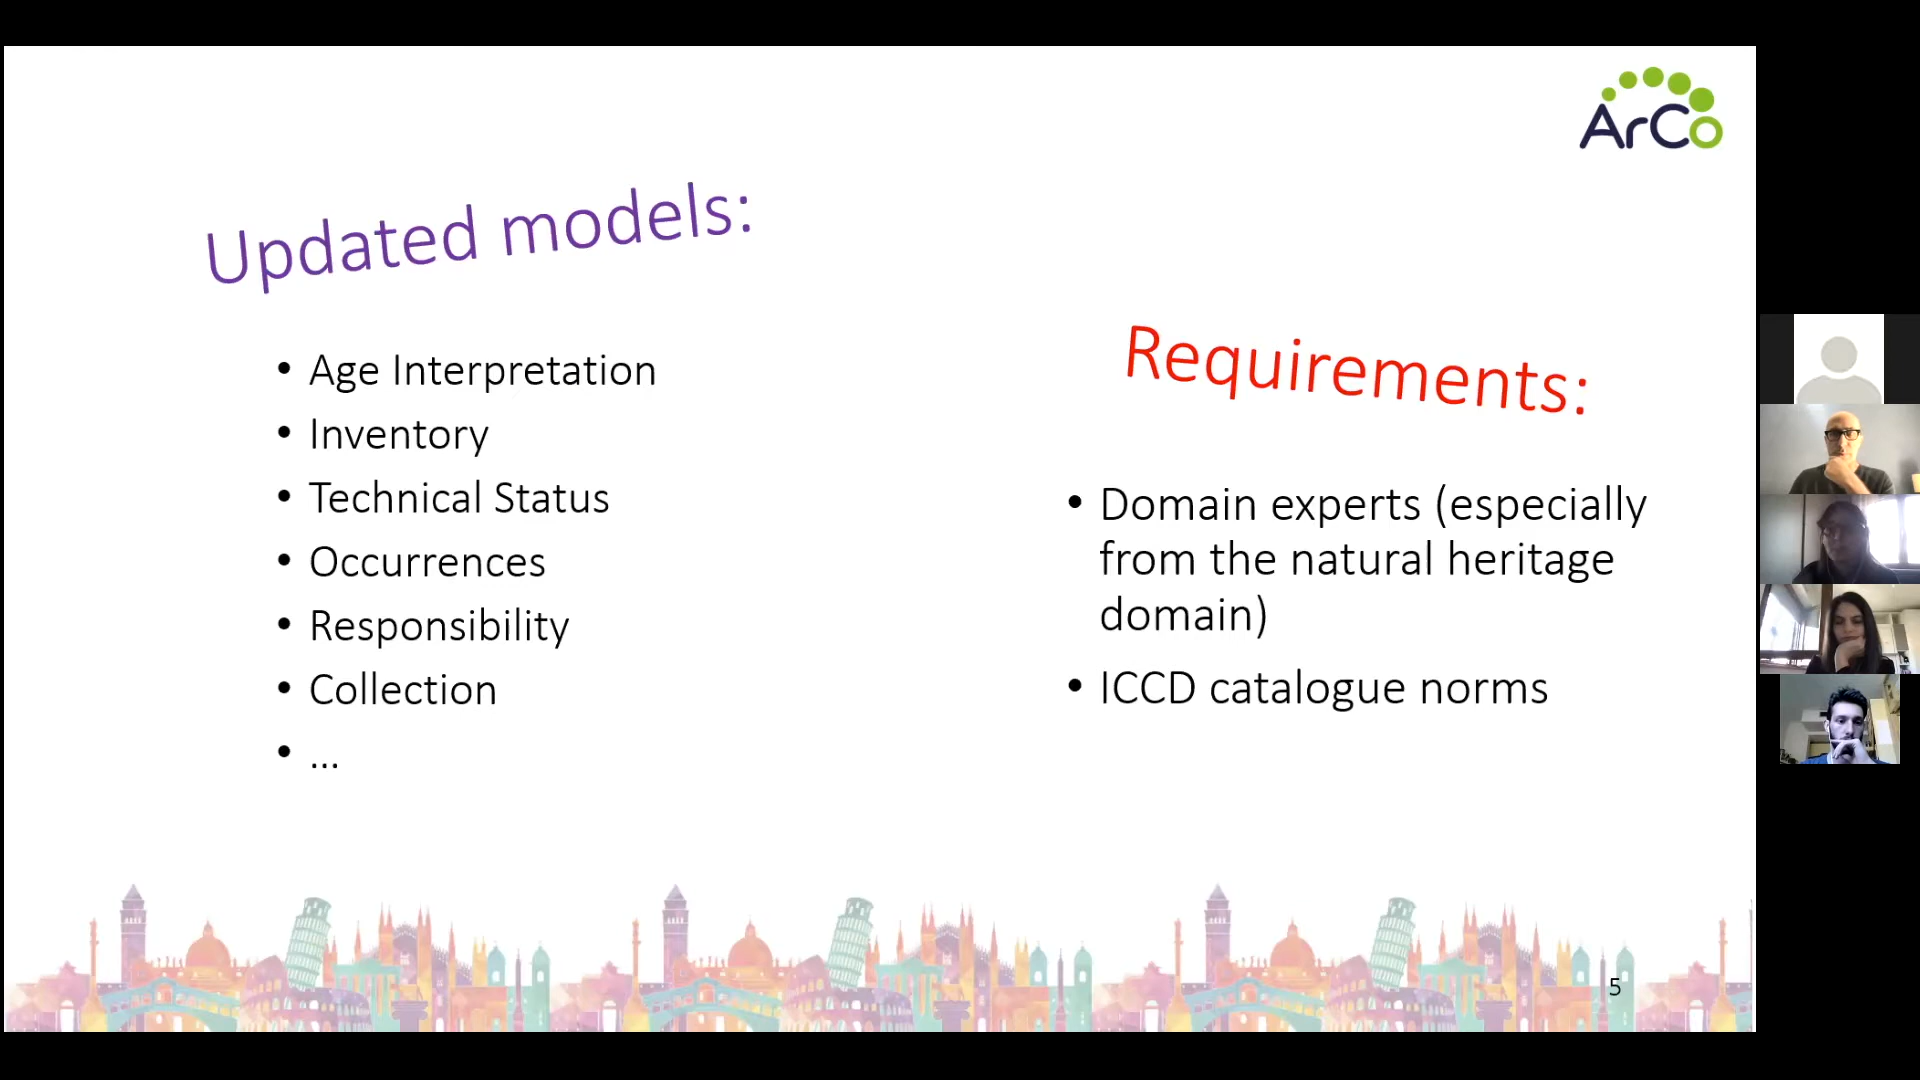 ArCo
Updated models:
• Age Interpretation
• Inventory
• Technical Status
• Occurrences
• Responsibility
• Collection
• ...
Requirements:
• Domain experts (especially
from the natural heritage
domain)
• ICCD catalogue norms
5